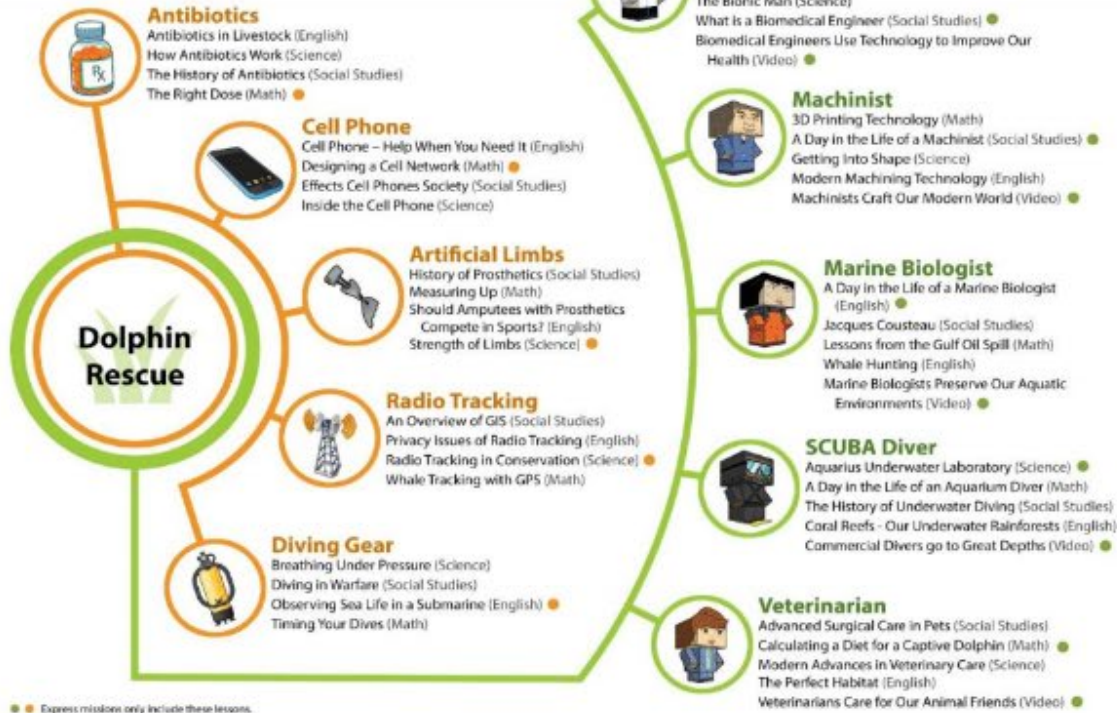 Antibiotics
Antibiotics in Livestock (English)
How Antibiotics Work (Science)
The History of Antibiotics (Social Studies)
The Right Dose (Math)
Rx
Cell Phone
Cell Phone – Help When You Need It (English)
Designing a Cell Network (Math)
Effects Cell Phones Society (Social Studies)
Inside the Cell Phone (Science)
Artificial Limbs
History of Prosthetics (Social Studies)
Measuring Up (Math)
Should Amputees with Prosthetics
Compete in Sports? (English)
Strength of Limbs (Science)
Dolphin
Rescue
Radio Tracking
An Overview of GIS (Social Studies)
Privacy Issues of Radio Tracking (English)
Radio Tracking in Conservation (Science)
Whale Tracking with GPS (Math)
Diving Gear
Breathing Under Pressure (Science)
Diving in Warfare (Social Studies)
Observing Sea Life in a Submarine (English)
Timing Your Dives (Math)
The Bionic Man (Science)
What is a Biomedical Engineer (Social Studies)
Biomedical Engineers Use Technology to Improve Our
Health (Video)
Machinist
3D Printing Technology (Math)
A Day in the Life of a Machinist (Social Studies)
Getting Into Shape (Science)
Modern Machining Technology (English)
Machinists Craft Our Modern World (Video)
Marine Biologist
A Day in the Life of a Marine Biologist
(English)
Jacques Cousteau (Social Studies)
Lessons from the Gulf Oil Spill (Math)
Whale Hunting (English)
Marine Biologists Preserve Our Aquatic
Environments (Video)
SCUBA Diver
Aquarius Underwater Laboratory (Science)
A Day in the Life of an Aquarium Diver (Math)
The History of Underwater Diving (Social Studies)
Coral Reefs - Our Underwater Rainforests (English)
Commercial Divers go to Great Depths (Video)
Veterinarian
Advanced Surgical Care in Pets (Social Studies)
Calculating a Diet for a Captive Dolphin (Math)
Modern Advances in Veterinary Care (Science)
The Perfect Habitat (English)
Veterinarians Care for Our Animal Friends (Video)
Express missions only include these lessons.